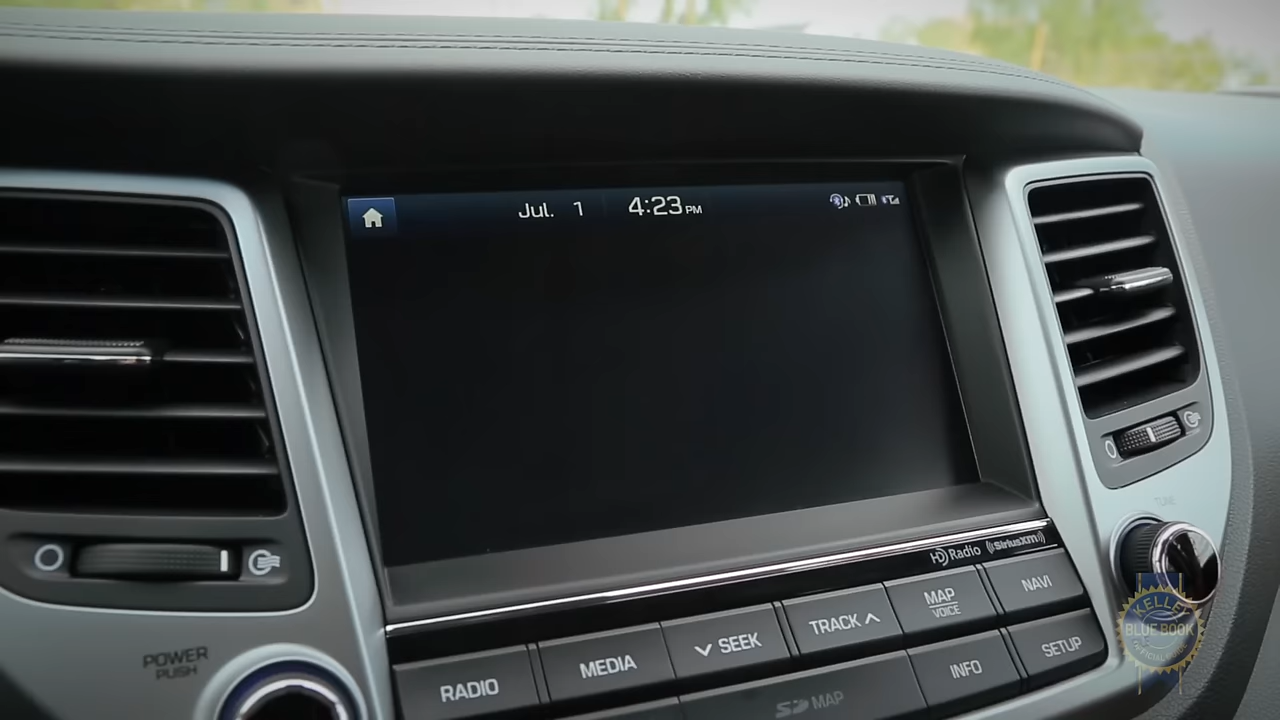 Jul. 1 4:23 PM
HD Radio ((SiriusXM))
TUNE
POWER
PUSH
RADIO
MEDIA
SEEK
TRACK
MAP
VOICE
NAVI
SD MAP
INFO
SETUP
KELLEY
BLUE BOOK